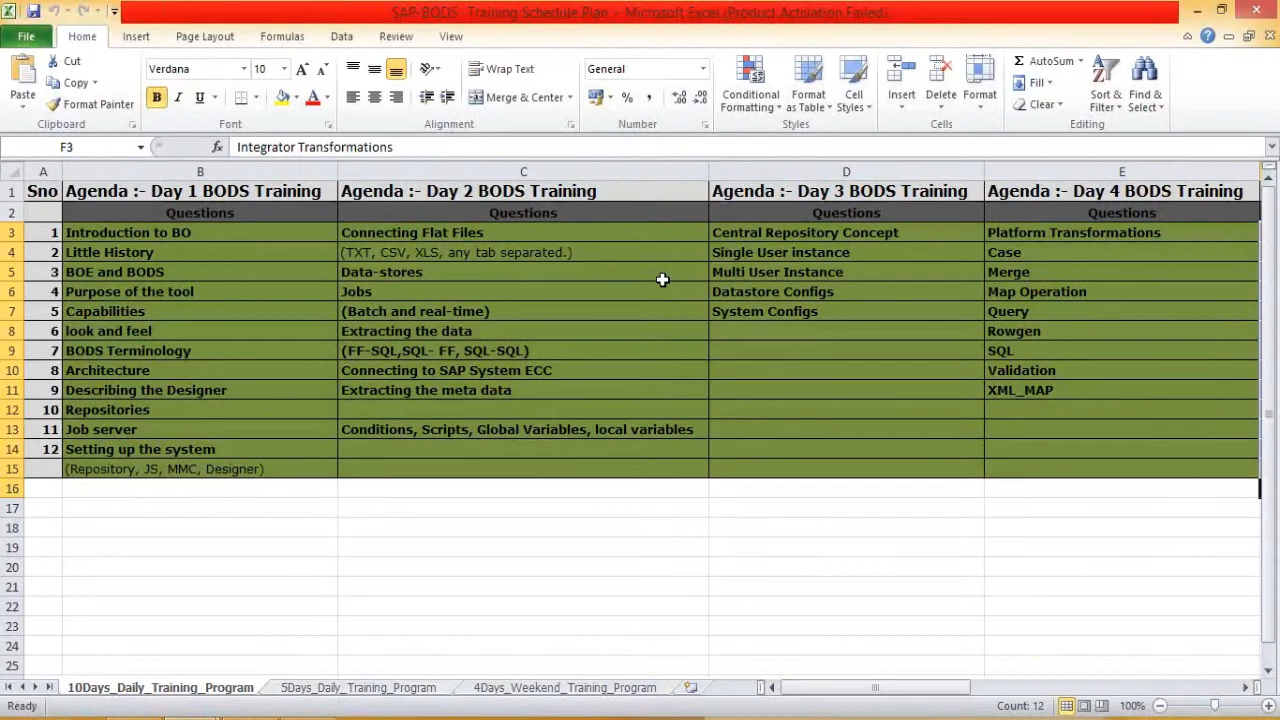 SAP-BODS Training Schedule Plan - Microsoft Excel (Product Activation Failed)
File Home Insert Page Layout Formulas Data Review View
Cut
Copy
Format Painter
Paste
Clipboard
Verdana 10
B I U
Font
Wrap Text
Merge & Center
Alignment
General
Number
Conditional Formatting
Format as Table
Cell Styles
Styles
Insert Delete Format
Cells
AutoSum
Fill
Clear
Sort & Filter
Find & Select
Editing
F3 fx Integrator Transformations
A B C D E
1 Sno Agenda :- Day 1 BODS Training Agenda :- Day 2 BODS Training Agenda :- Day 3 BODS Training Agenda :- Day 4 BODS Training
2 Questions Questions Questions Questions
3 1 Introduction to BO Connecting Flat Files Central Repository Concept Platform Transformations
4 2 Little History (TXT, CSV, XLS, any tab separated.) Single User instance Case
5 3 BOE and BODS Data-stores Multi User Instance Merge
6 4 Purpose of the tool Jobs Datastore Configs Map Operation
7 5 Capabilities (Batch and real-time) System Configs Query
8 6 look and feel Extracting the data Rowgen
9 7 BODS Terminology (FF-SQL,SQL- FF, SQL-SQL) SQL
10 8 Architecture Connecting to SAP System ECC Validation
11 9 Describing the Designer Extracting the meta data XML_MAP
12 10 Repositories
13 11 Job server Conditions, Scripts, Global Variables, local variables
14 12 Setting up the system
15 (Repository, JS, MMC, Designer)
16
17
18
19
20
21
22
23
24
25
10Days_Daily_Training_Program 5Days_Daily_Training_Program 4Days_Weekend_Training_Program
Ready Count: 12 100%